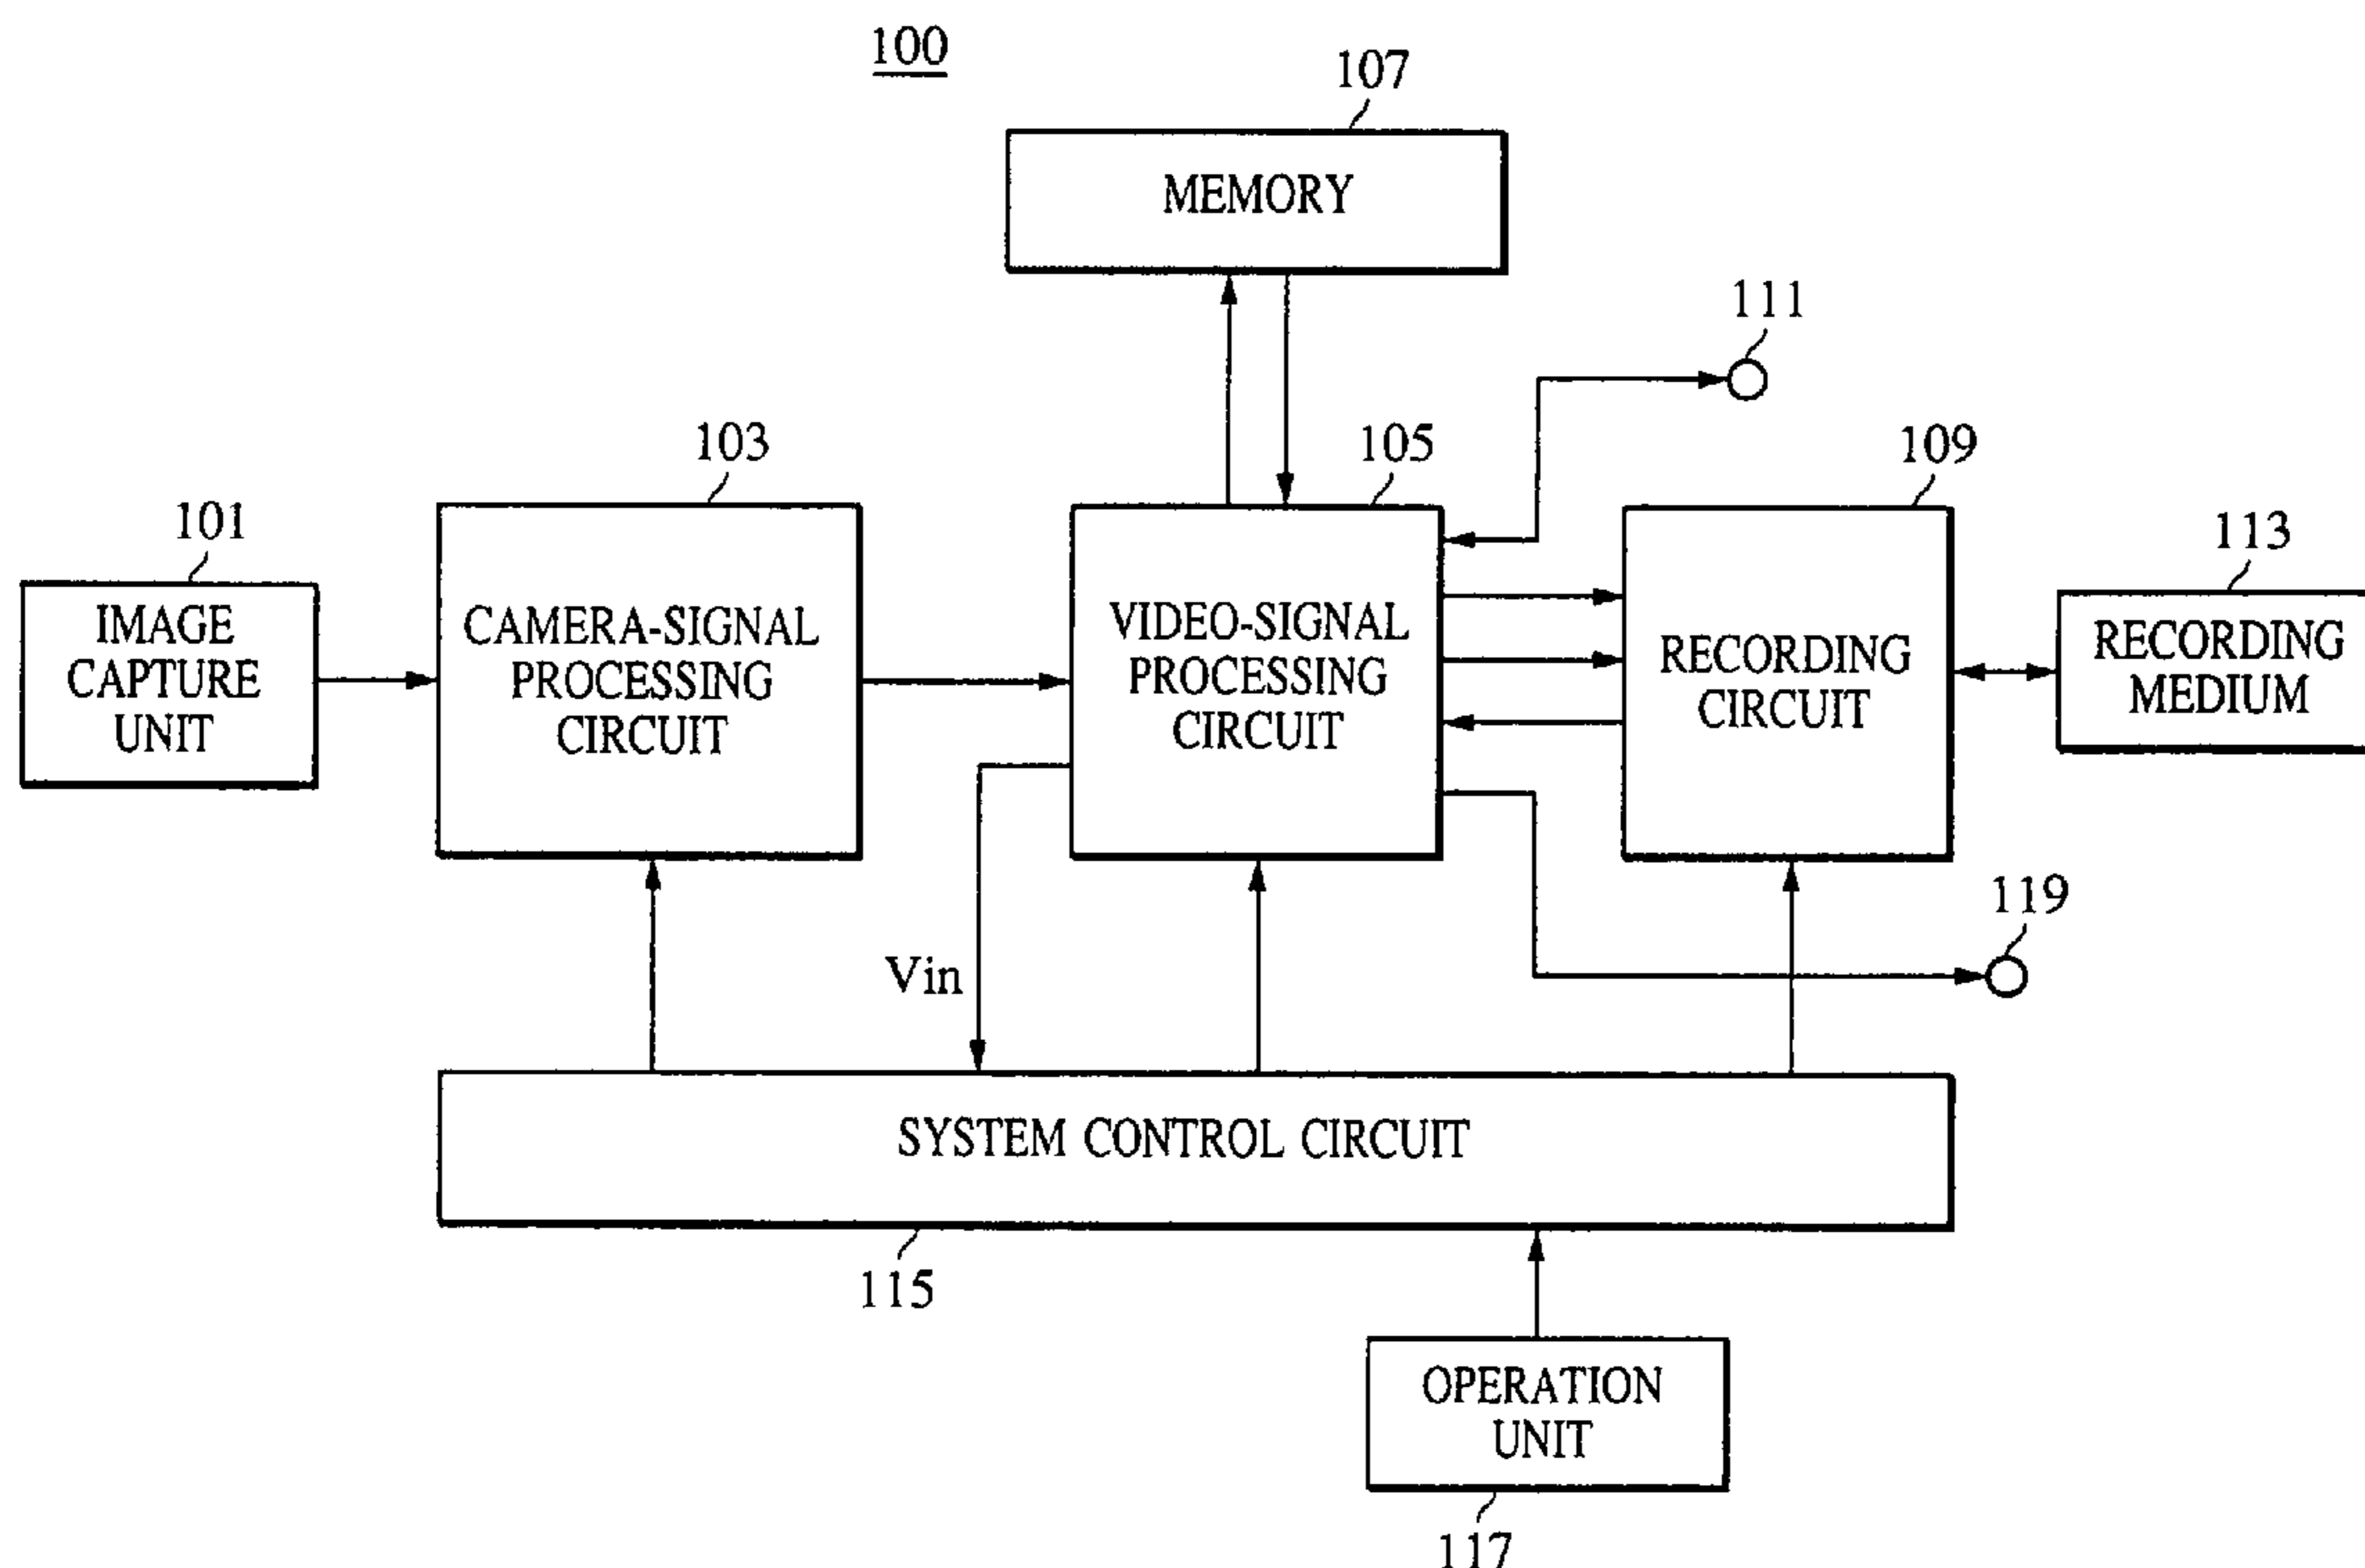 100
107
MEMORY
111
103
105
109
101
113
IMAGE
CAPTURE
UNIT
CAMERA-SIGNAL
PROCESSING
CIRCUIT
VIDEO-SIGNAL
PROCESSING
CIRCUIT
RECORDING
CIRCUIT
RECORDING
MEDIUM
119
Vin
SYSTEM CONTROL CIRCUIT
115
OPERATION
UNIT
117